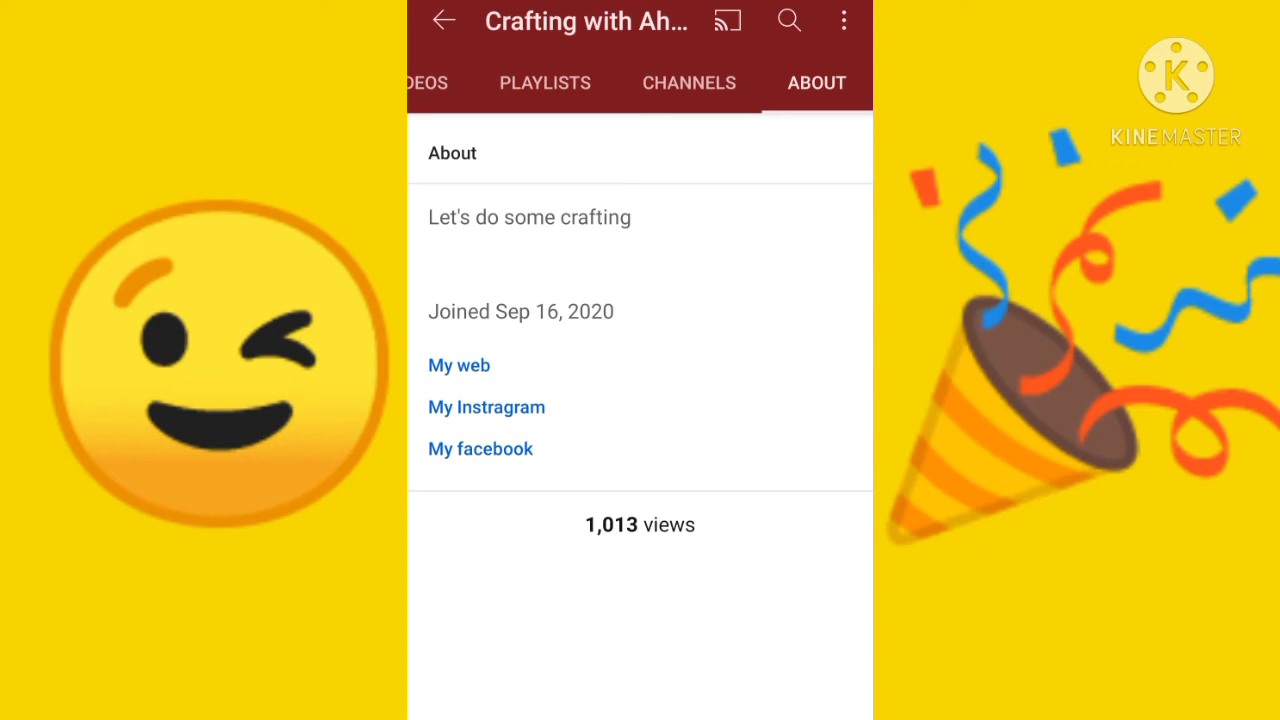 Crafting with Ah...
DEOS PLAYLISTS CHANNELS ABOUT
K
KINEMASTER
About
Let's do some crafting
Joined Sep 16, 2020
My web
My Instragram
My facebook
1,013 views